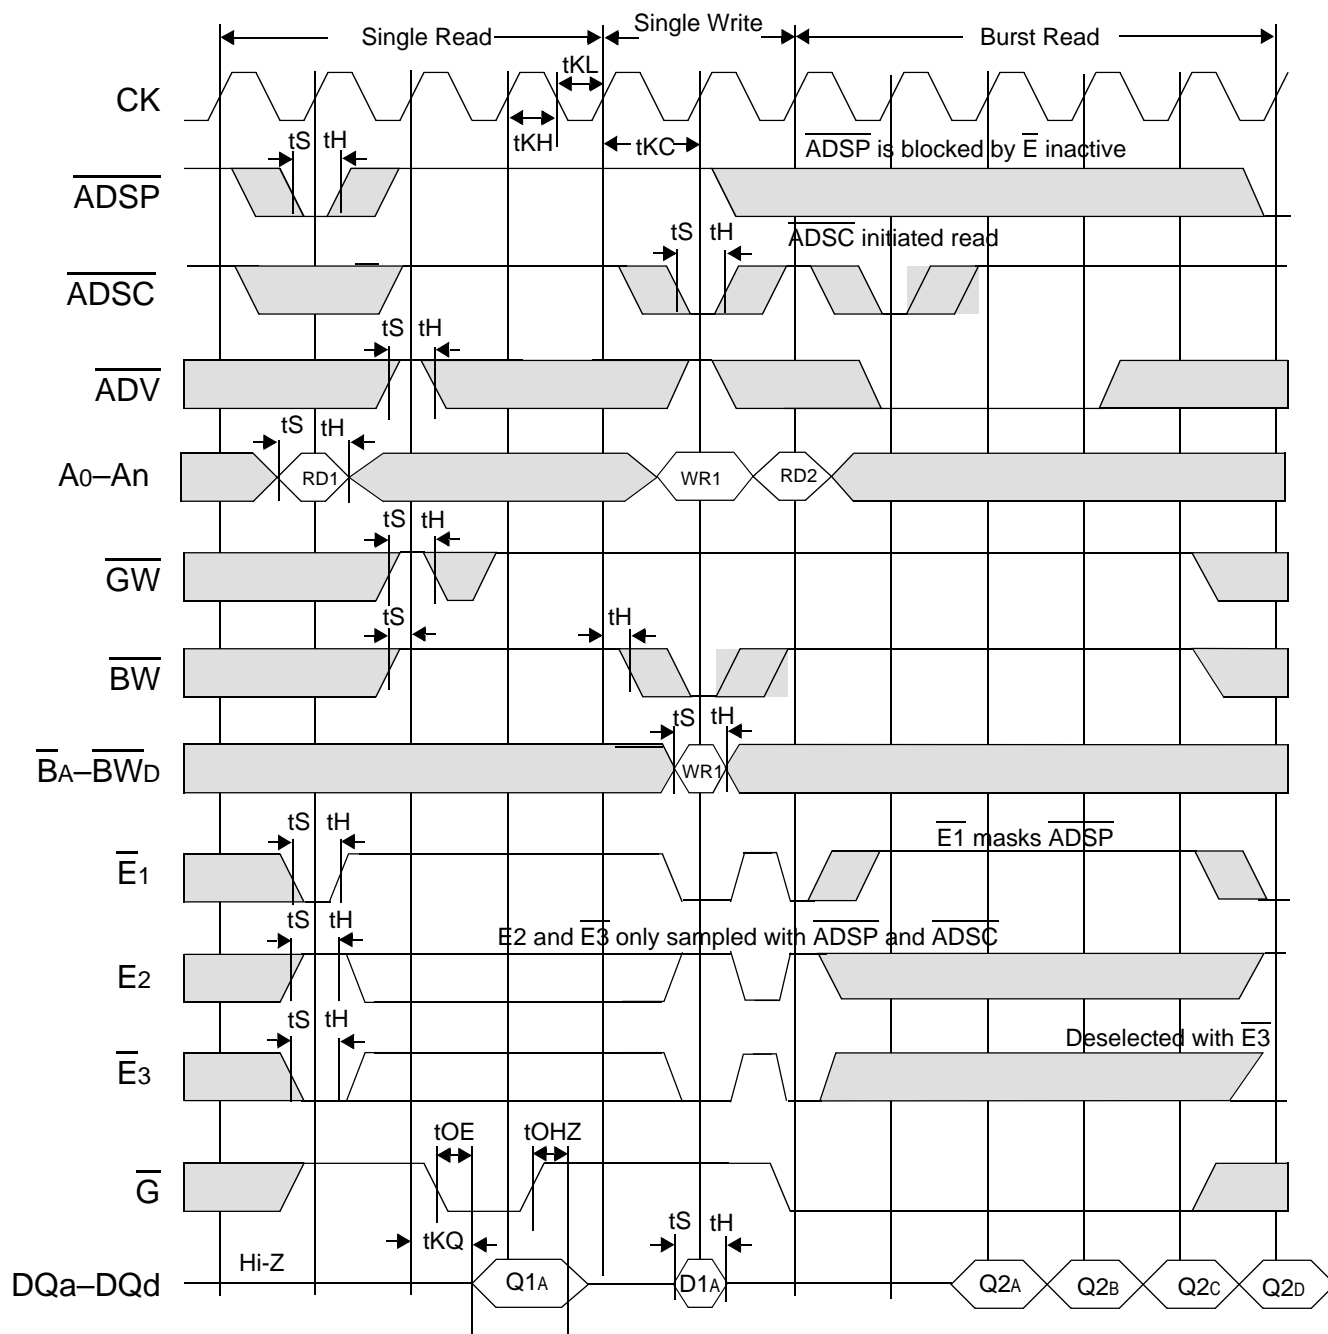 Single Read
Single Write
Burst Read
CK
tKL
tKH
tKC
ADSP is blocked by E inactive
tS tH
ADSP
tS tH
ADSC initiated read
ADSC
tS tH
ADV
tS tH
A0–An
RD1
WR1
RD2
tS tH
GW
tS
tH
BW
tS tH
BA–BWD
WR1
tS tH
E1 masks ADSP
E1
tS tH
E2 and E3 only sampled with ADSP and ADSC
E2
tS tH
Deselected with E3
E3
tOE
tOHZ
G
tKQ
tS tH
Hi-Z
DQa–DQd
Q1A
D1A
Q2A
Q2B
Q2C
Q2D